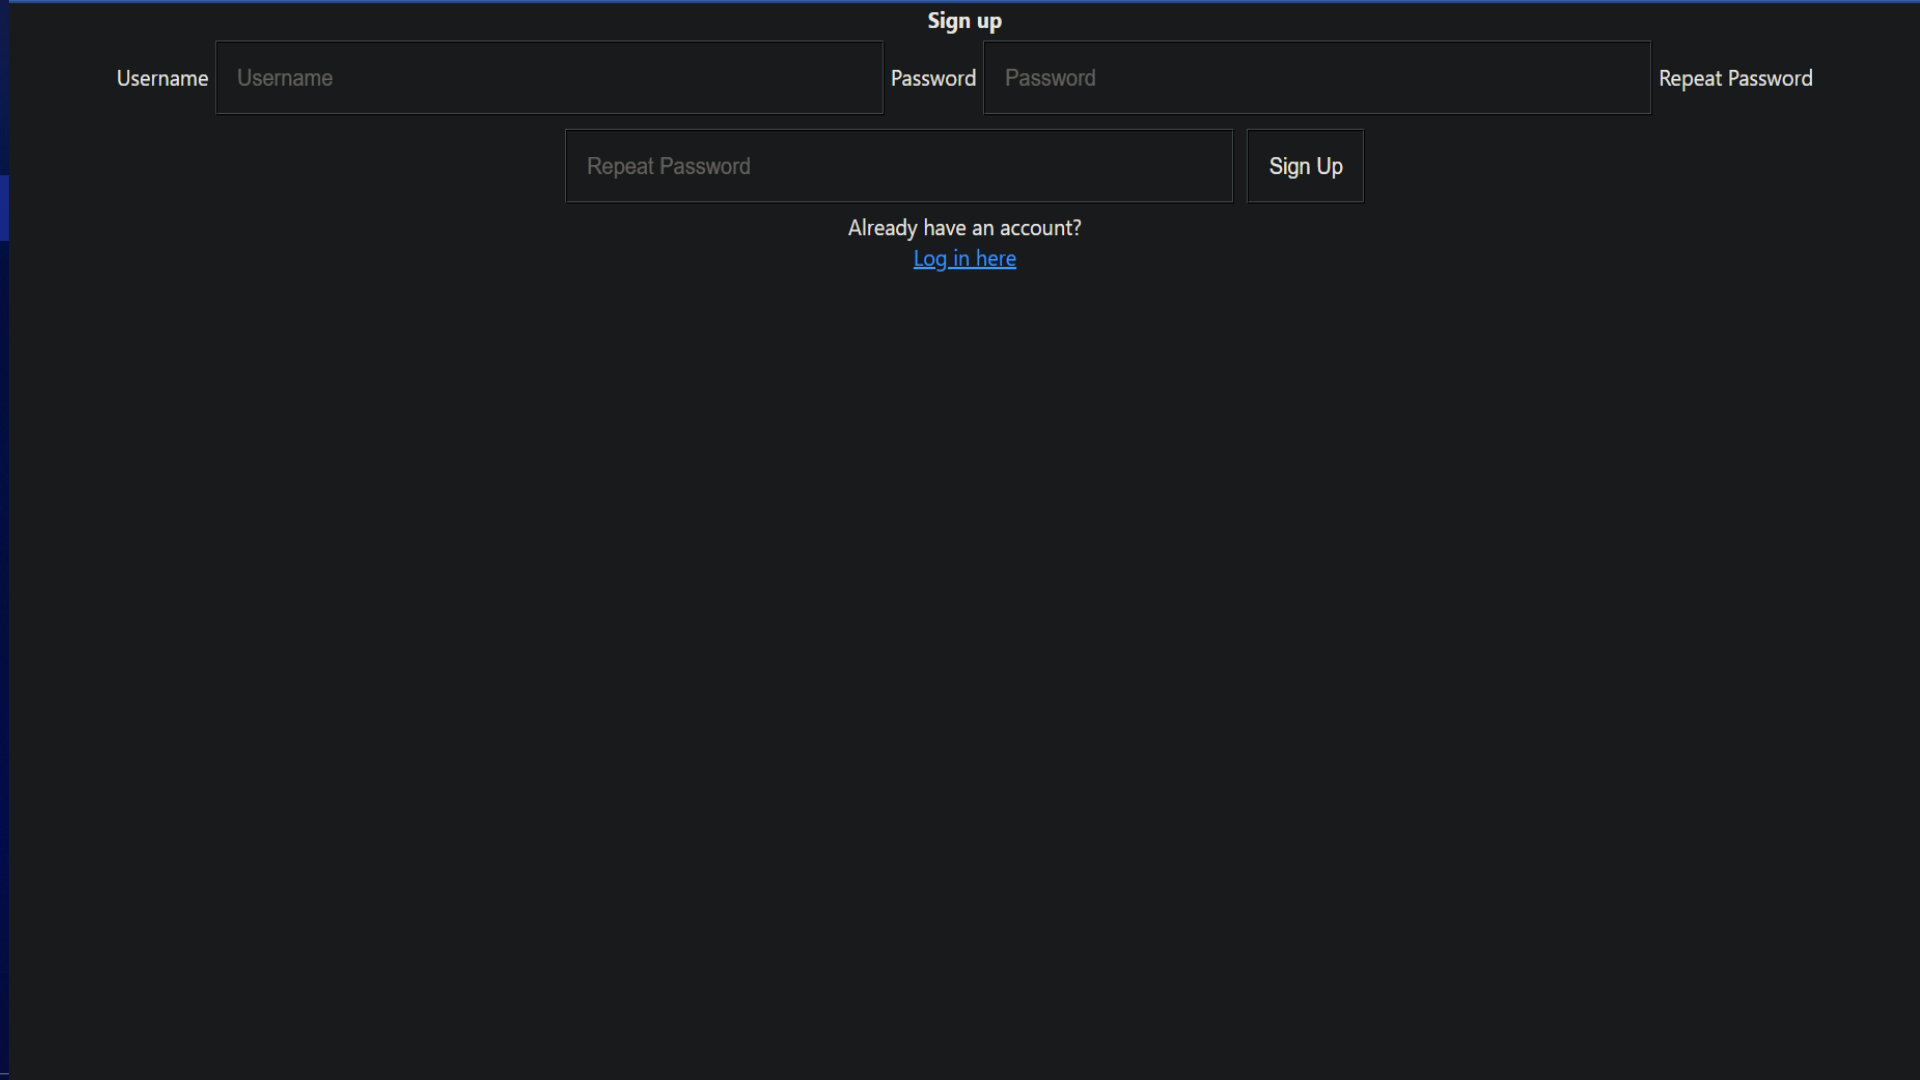 Sign up
Username Username Password Password Repeat Password
Repeat Password Sign Up
Already have an account?
Log in here